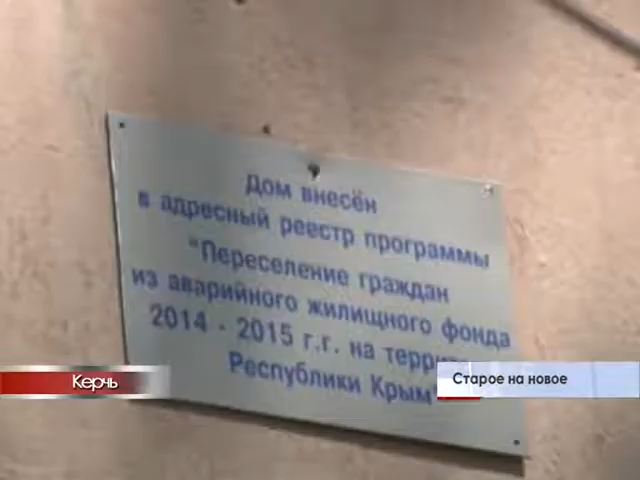 Дом внесён
в адресный реестр программы
"Переселение граждан
из аварийного жилищного фонда
2014 - 2015 г.г. на
Республики Крым"
Керчь
Старое на новое